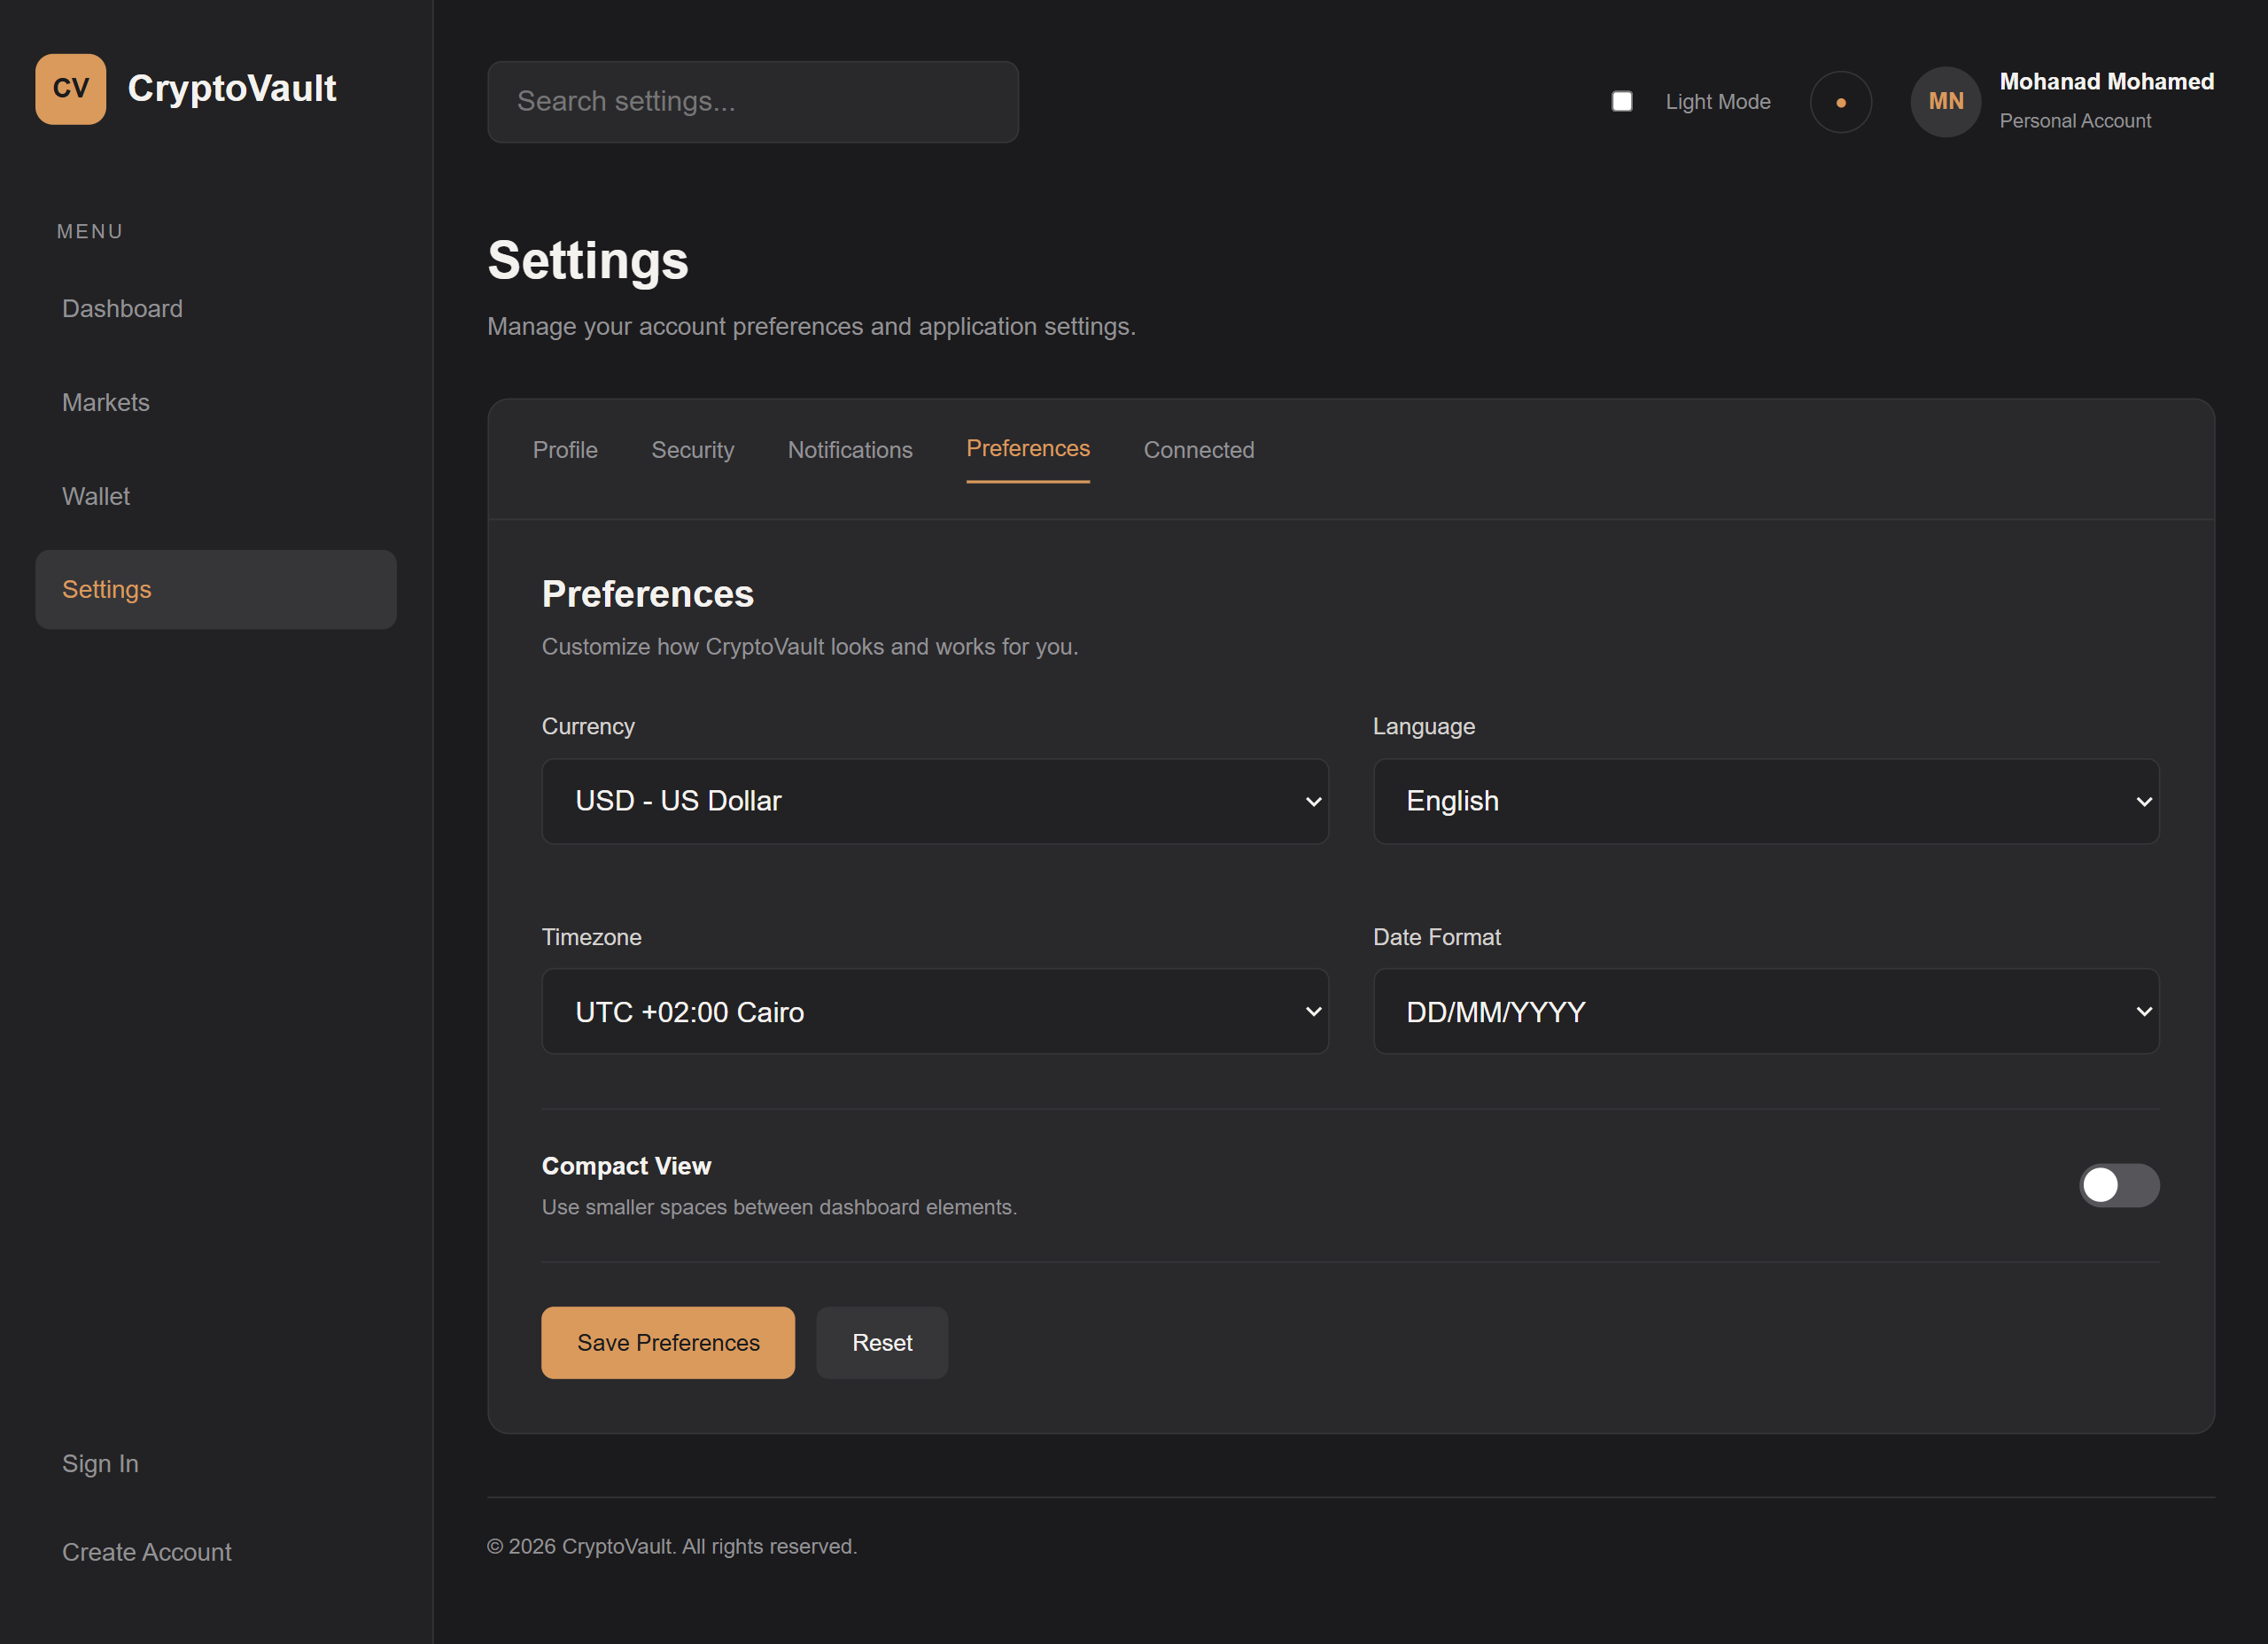 CV
CryptoVault
MENU
Dashboard
Markets
Wallet
Settings
Sign In
Create Account
Search settings...
Light Mode
MN
Mohanad Mohamed
Personal Account
Settings
Manage your account preferences and application settings.
Profile
Security
Notifications
Preferences
Connected
Preferences
Customize how CryptoVault looks and works for you.
Currency
USD - US Dollar
Language
English
Timezone
UTC +02:00 Cairo
Date Format
DD/MM/YYYY
Compact View
Use smaller spaces between dashboard elements.
Save Preferences
Reset
© 2026 CryptoVault. All rights reserved.